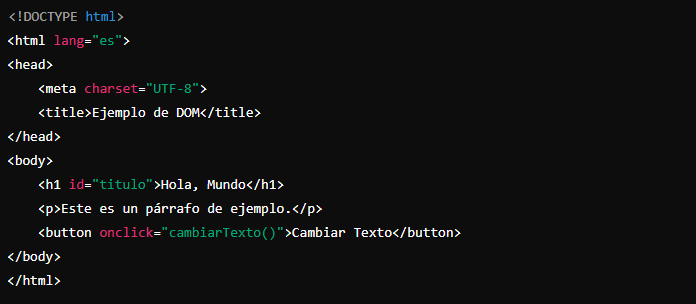 <!DOCTYPE html>
<html lang="es">
<head>
    <meta charset="UTF-8">
    <title>Ejemplo de DOM</title>
</head>
<body>
    <h1 id="titulo">Hola, Mundo</h1>
    <p>Este es un párrafo de ejemplo.</p>
    <button onclick="cambiarTexto()">Cambiar Texto</button>
</body>
</html>